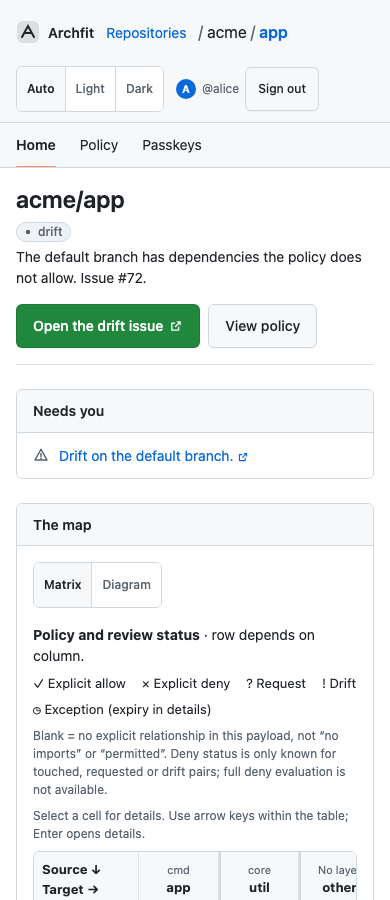 Archfit Repositories / acme / app
Auto Light Dark A @alice Sign out
Home Policy Passkeys
acme/app
• drift
The default branch has dependencies the policy does
not allow. Issue #72.
Open the drift issue View policy
Needs you
Drift on the default branch.
The map
Matrix Diagram
Policy and review status · row depends on
column.
✓ Explicit allow × Explicit deny ? Request ! Drift
◷ Exception (expiry in details)
Blank = no explicit relationship in this payload, not “no
imports” or “permitted”. Deny status is only known for
touched, requested or drift pairs; full deny evaluation is
not available.
Select a cell for details. Use arrow keys within the table;
Enter opens details.
Source ↓ cmd core No laye
Target → app util other